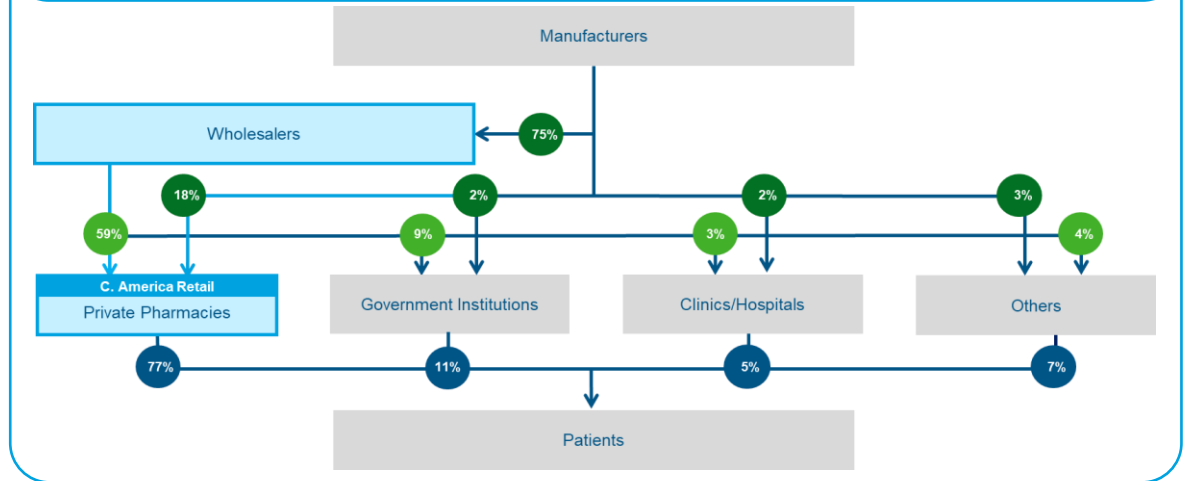 Manufacturers
Wholesalers
75%
18%
2%
2%
3%
59%
9%
3%
4%
C. America Retail
Private Pharmacies
Government Institutions
Clinics/Hospitals
Others
77%
11%
5%
7%
Patients